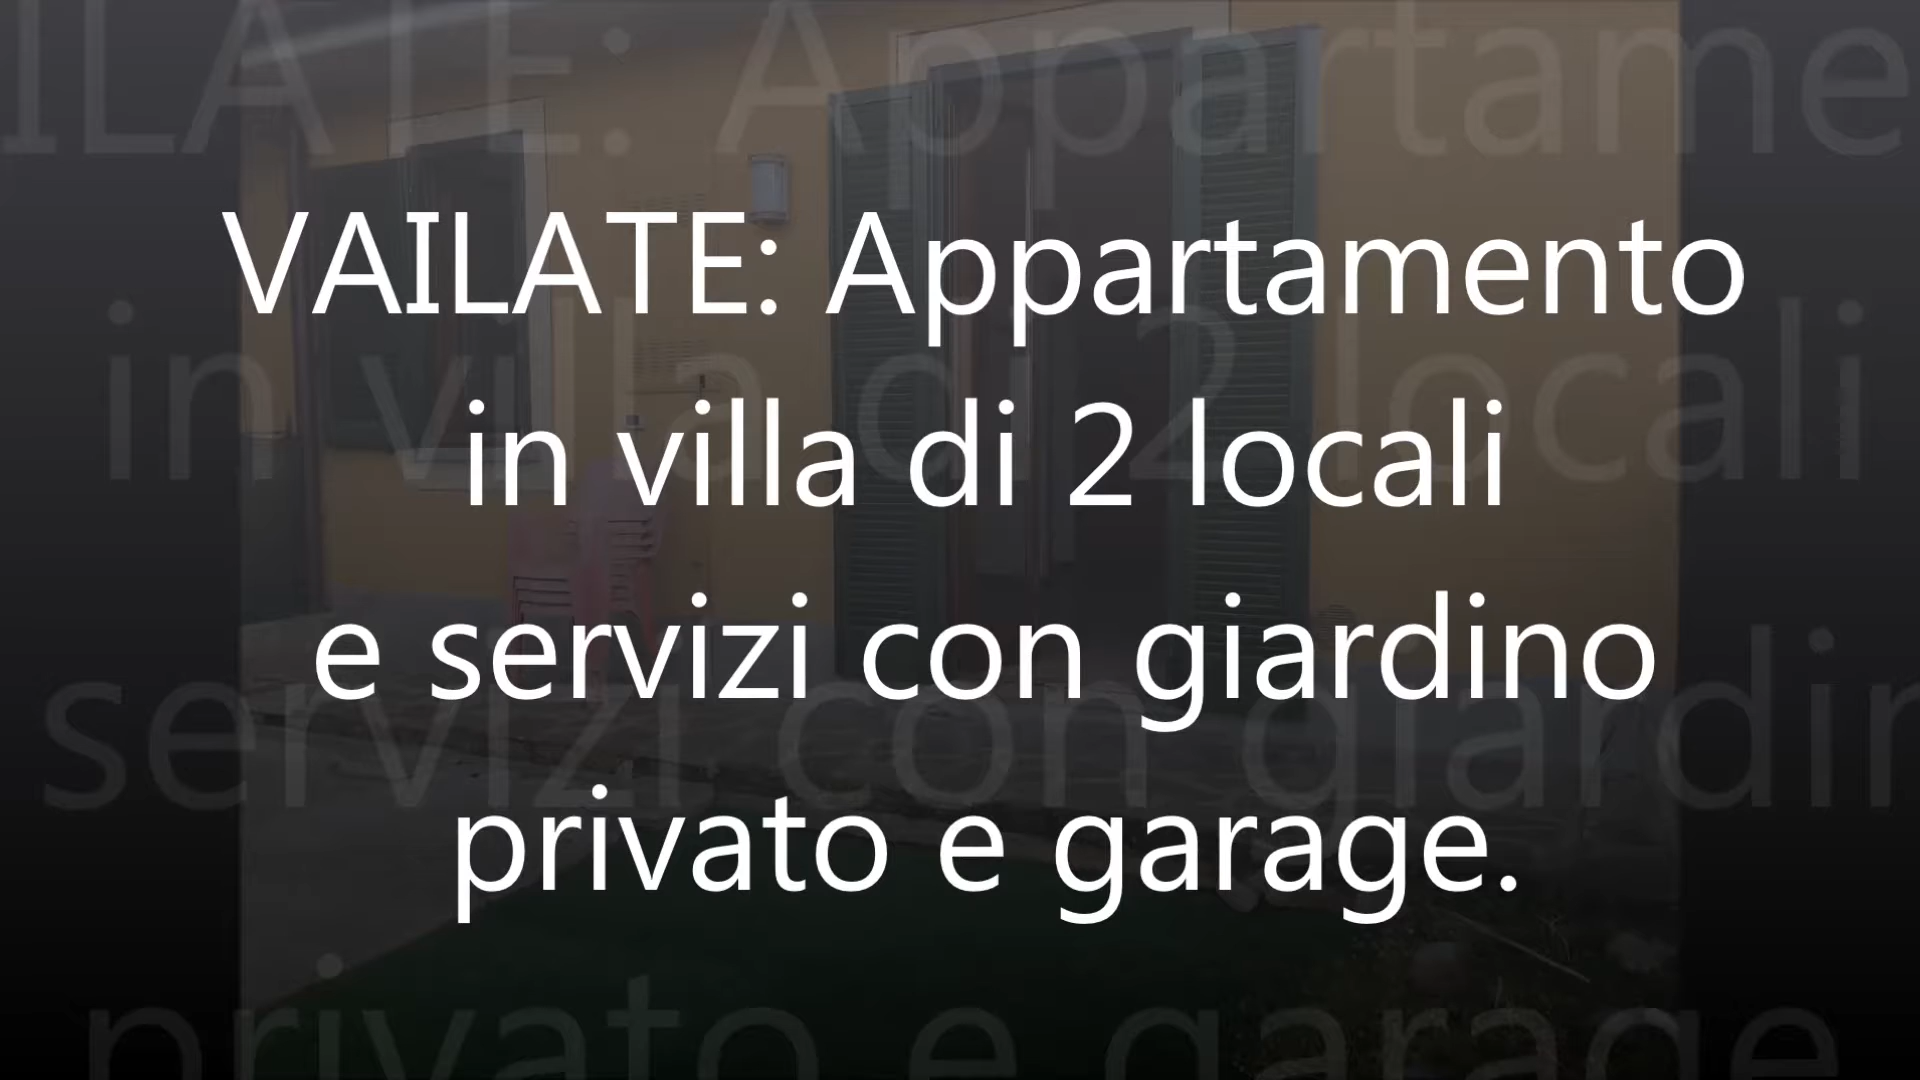 VAILATE: Appartamento
in villa di 2 locali
e servizi con giardino
privato e garage.